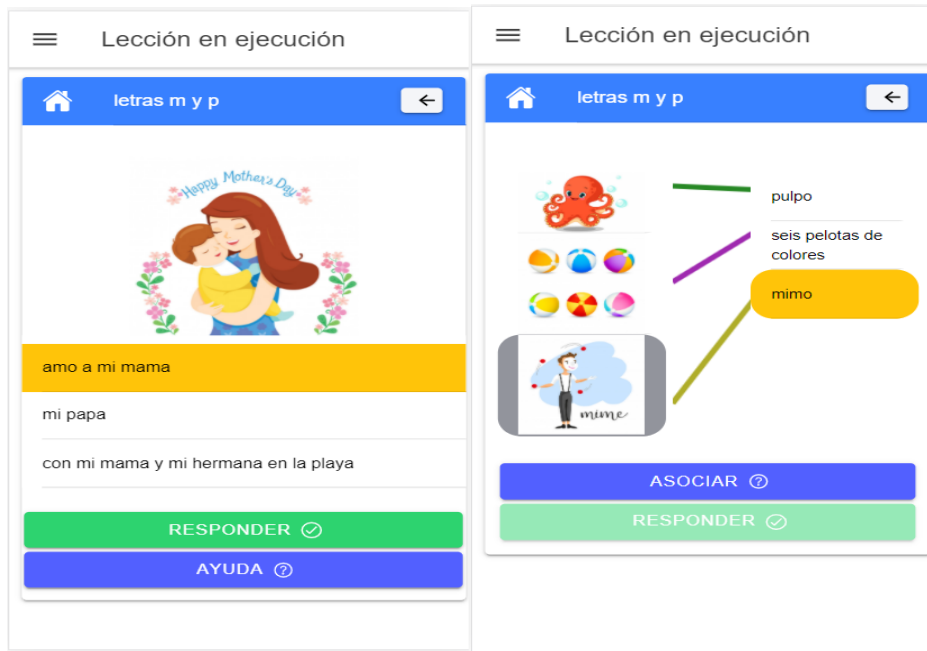 Lección en ejecución
letras m y p
Happy Mother's Day
amo a mi mama
mi papa
con mi mama y mi hermana en la playa
RESPONDER
AYUDA
Lección en ejecución
letras m y p
pulpo
seis pelotas de
colores
mimo
mime
ASOCIAR
RESPONDER